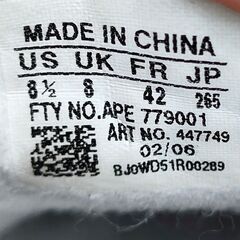 MADE IN CHINA
US UK FR JP
8½ 8 42 265
FTY NO.APE 779001
ART NO. 447749
02/06
BJ0WD51R00289